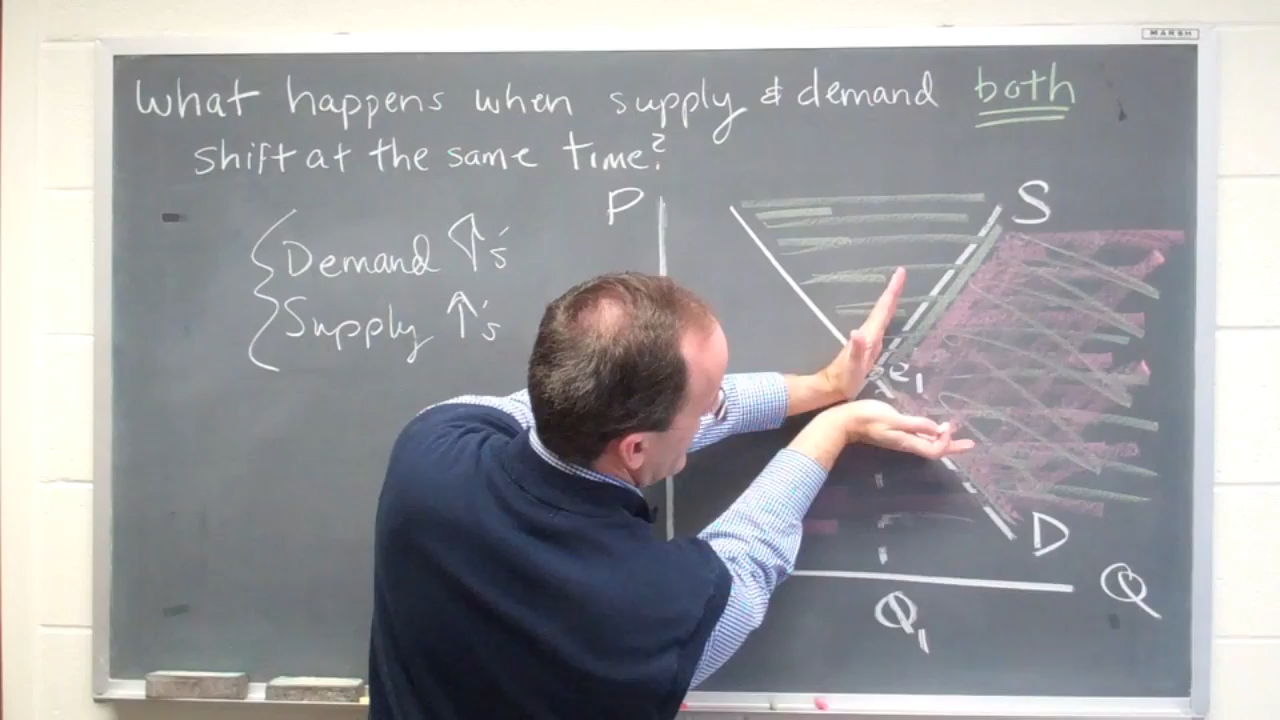 MARSH
What happens when supply & demand both
shift at the same time?
P
S
Demand ↑'s
Supply ↑'s
e1
D
Q
Q1